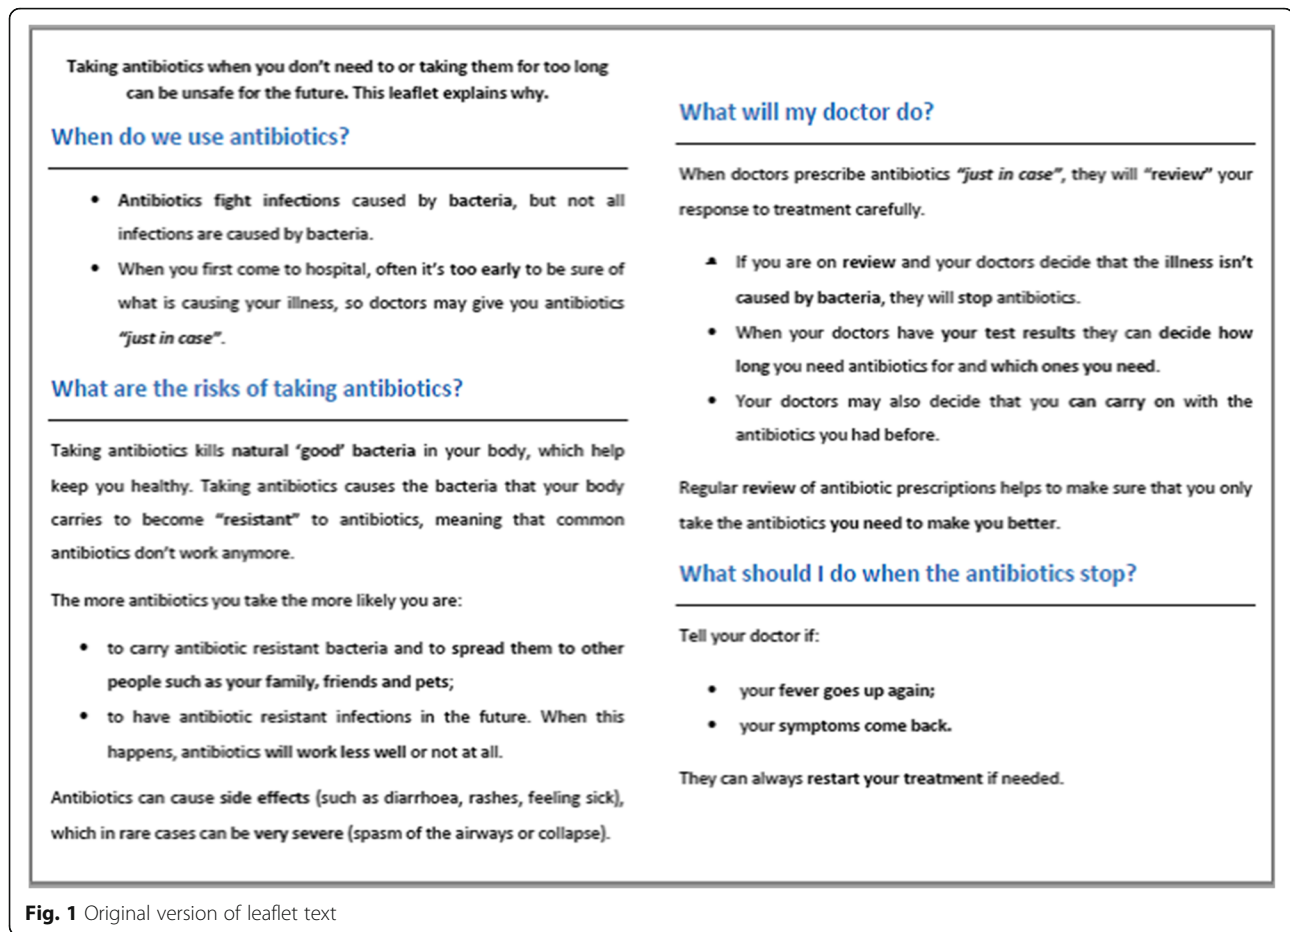 Taking antibiotics when you don't need to or taking them for too long
can be unsafe for the future. This leaflet explains why.
When do we use antibiotics?
• Antibiotics fight infections caused by bacteria, but not all
infections are caused by bacteria.
• When you first come to hospital, often it's too early to be sure of
what is causing your illness, so doctors may give you antibiotics
"just in case".
What are the risks of taking antibiotics?
Taking antibiotics kills natural 'good' bacteria in your body, which help
keep you healthy. Taking antibiotics causes the bacteria that your body
carries to become "resistant" to antibiotics, meaning that common
antibiotics don't work anymore.
The more antibiotics you take the more likely you are:
• to carry antibiotic resistant bacteria and to spread them to other
people such as your family, friends and pets;
• to have antibiotic resistant infections in the future. When this
happens, antibiotics will work less well or not at all.
Antibiotics can cause side effects (such as diarrhoea, rashes, feeling sick),
which in rare cases can be very severe (spasm of the airways or collapse).
What will my doctor do?
When doctors prescribe antibiotics "just in case", they will "review" your
response to treatment carefully.
• If you are on review and your doctors decide that the illness isn't
caused by bacteria, they will stop antibiotics.
• When your doctors have your test results they can decide how
long you need antibiotics for and which ones you need.
• Your doctors may also decide that you can carry on with the
antibiotics you had before.
Regular review of antibiotic prescriptions helps to make sure that you only
take the antibiotics you need to make you better.
What should I do when the antibiotics stop?
Tell your doctor if:
• your fever goes up again;
• your symptoms come back.
They can always restart your treatment if needed.
Fig. 1 Original version of leaflet text